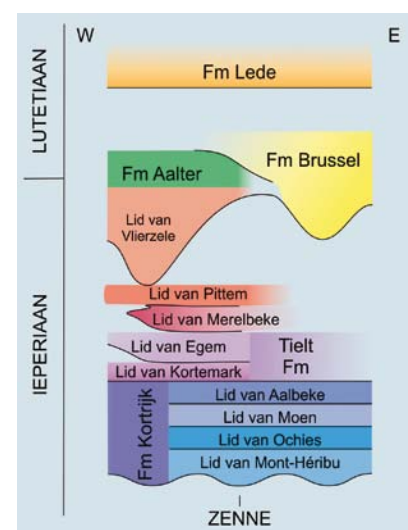 W
E
LUTETIAAN
Fm Lede
Fm Brussel
Fm Aalter
Lid van
Vlierzele
IEPERIAAN
Lid van Pittem
Lid van Merelbeke
Lid van Egem
Tielt
Fm
Lid van Kortemark
Fm Kortrijk
Lid van Aalbeke
Lid van Moen
Lid van Ochies
Lid van Mont-Héribu
ZENNE